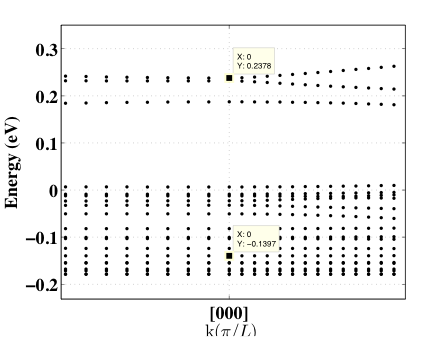 0.3
X: 0
Y: 0.2378
0.2
0.1
Energy (eV)
0
X: 0
Y: −0.1397
−0.1
−0.2
[000]
k(π/L)